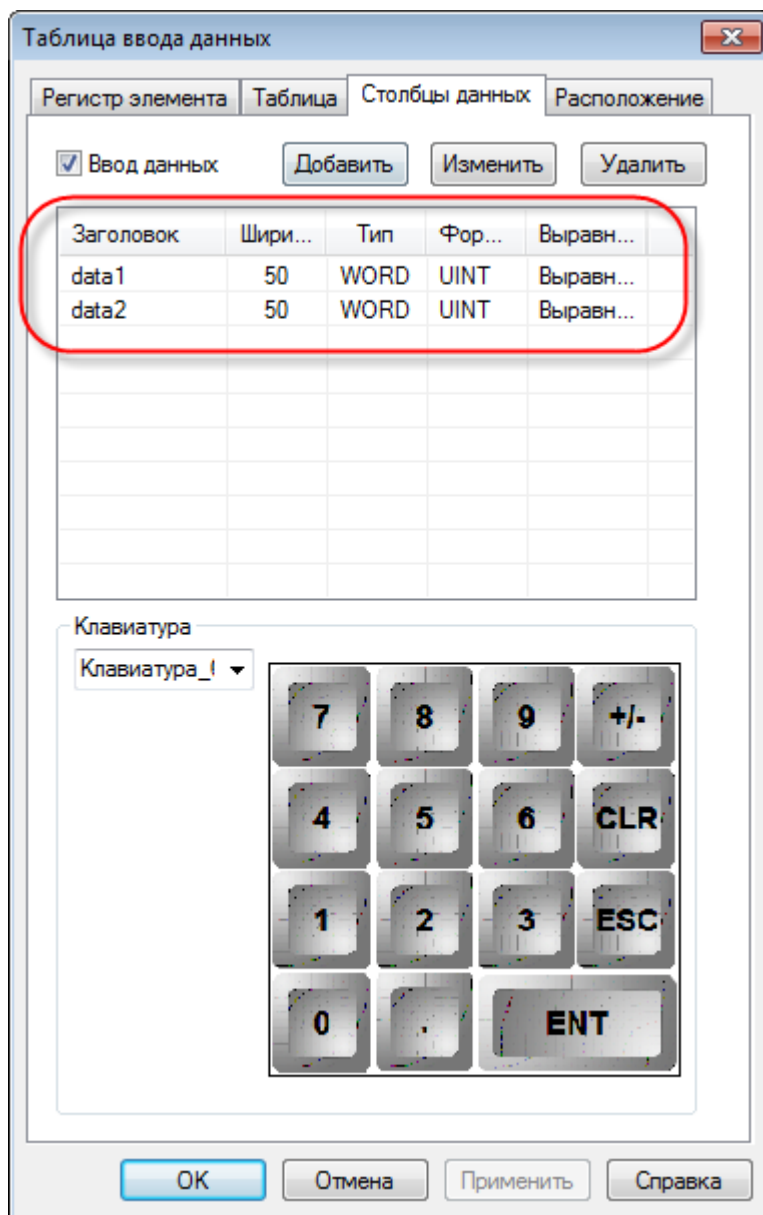 Таблица ввода данных
Регистр элемента Таблица Столбцы данных Расположение
Ввод данных Добавить Изменить Удалить
Заголовок Шири... Тип Фор... Выравн...
data1 50 WORD UINT Выравн...
data2 50 WORD UINT Выравн...
Клавиатура
Клавиатура_
7 8 9 +/-
4 5 6 CLR
1 2 3 ESC
0 . ENT
OK Отмена Применить Справка